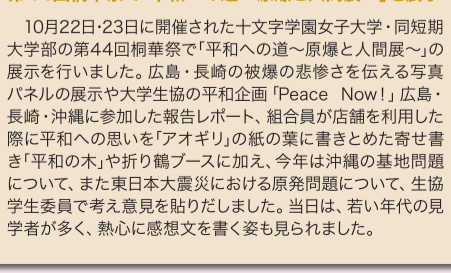 10月22日・23日に開催された十文字学園女子大学・同短期
大学部の第44回桐華祭で「平和への道～原爆と人間展～」の
展示を行いました。広島・長崎の被爆の悲惨さを伝える写真
パネルの展示や大学生協の平和企画「Peace Now!」広島・
長崎・沖縄に参加した報告レポート、組合員が店舗を利用した
際に平和への思いを「アオギリ」の紙の葉に書きとめた寄せ書
き「平和の木」や折り鶴ブースに加え、今年は沖縄の基地問題
について、また東日本大震災における原発問題について、生協
学生委員で考え意見を貼りだしました。当日は、若い年代の見
学者が多く、熱心に感想文を書く姿も見られました。